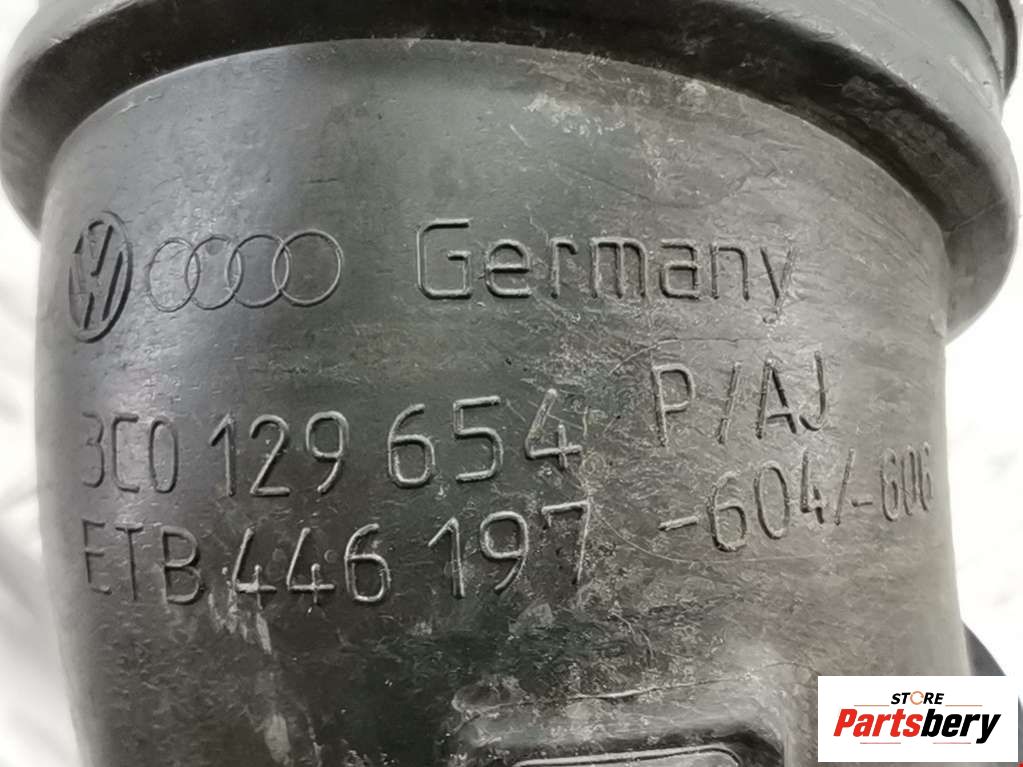 Germany
3C0 129 654 P/AJ
ETB 446 197 -604/-606
STORE
Partsbery